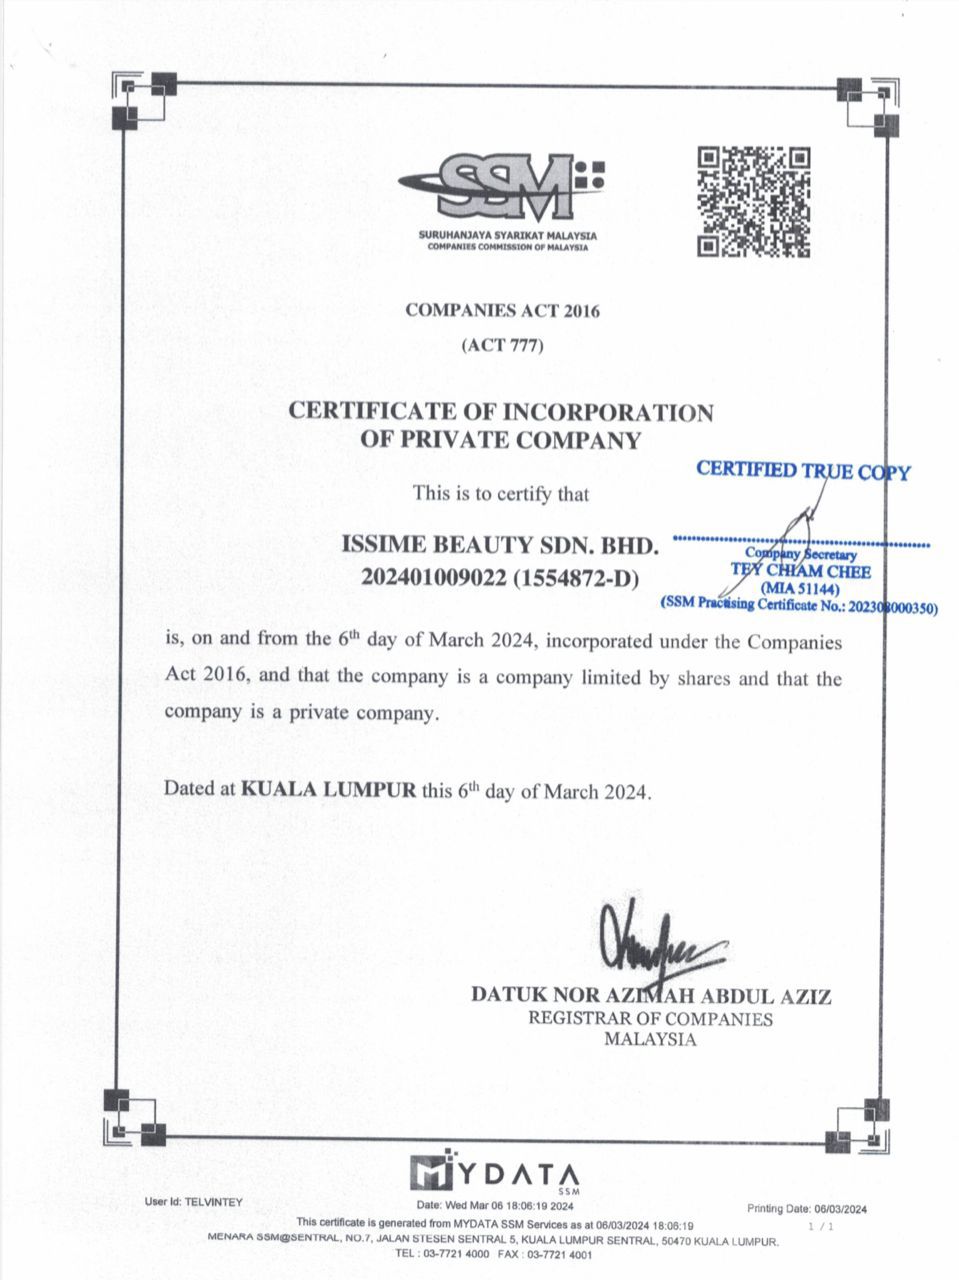 SSM
SURUHANJAYA SYARIKAT MALAYSIA
COMPANIES COMMISSION OF MALAYSIA
COMPANIES ACT 2016
(ACT 777)
CERTIFICATE OF INCORPORATION
OF PRIVATE COMPANY
CERTIFIED TRUE COPY
This is to certify that
ISSIME BEAUTY SDN. BHD.
202401009022 (1554872-D)
Company Secretary
TEY CHIAM CHEE
(MIA 51144)
(SSM Practising Certificate No.: 202308000350)
is, on and from the 6th day of March 2024, incorporated under the Companies
Act 2016, and that the company is a company limited by shares and that the
company is a private company.
Dated at KUALA LUMPUR this 6th day of March 2024.
DATUK NOR AZIMAH ABDUL AZIZ
REGISTRAR OF COMPANIES
MALAYSIA
MYDATA
SSM
User Id: TELVINTEY
Date: Wed Mar 06 18:06:19 2024
Printing Date: 06/03/2024
This certificate is generated from MYDATA SSM Services as at 06/03/2024 18:06:19
1 / 1
MENARA SSM@SENTRAL, NO.7, JALAN STESEN SENTRAL 5, KUALA LUMPUR SENTRAL, 50470 KUALA LUMPUR.
TEL : 03-7721 4000 FAX : 03-7721 4001